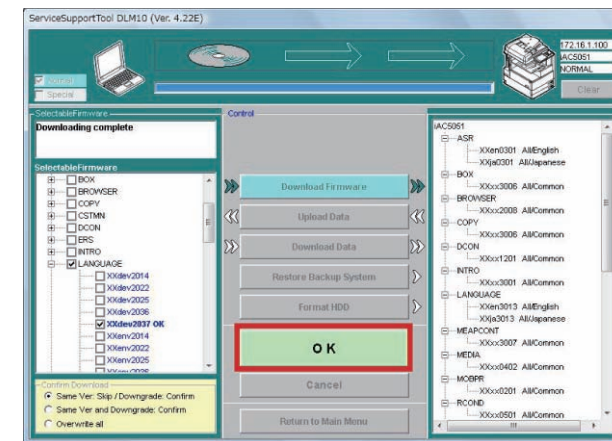 ServiceSupportTool DLM10 (Ver. 4.22E)
172.16.1.100
iAC5051
NORMAL
Normal
Special
Clear
SelectableFirmware
Downloading complete
SelectableFirmware
BOX
BROWSER
COPY
CSTMN
DCON
ERS
INTRO
LANGUAGE
XXdev2014
XXdev2022
XXdev2025
XXdev2036
XXdev2037 OK
XXenv2014
XXenv2022
XXenv2025
XXenv2036
Confirm Download
Same Ver: Skip / Downgrade: Confirm
Same Ver and Downgrade: Confirm
Overwrite all
Control
Download Firmware
Upload Data
Download Data
Restore Backup System
Format HDD
OK
Cancel
Return to Main Menu
iAC5051
ASR
XXen0301 All/English
XXja0301 All/Japanese
BOX
XXxx3006 All/Common
BROWSER
XXxx2008 All/Common
COPY
XXxx3006 All/Common
DCON
XXxx1201 All/Common
INTRO
XXxx3001 All/Common
LANGUAGE
XXen3013 All/English
XXja3013 All/Japanese
MEAPCONT
XXxx3007 All/Common
MEDIA
XXxx0402 All/Common
MOBPR
XXxx0201 All/Common
RCOND
XXxx0501 All/Common